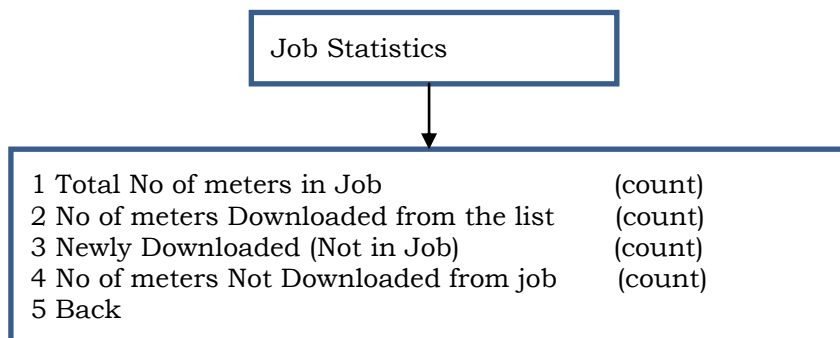 Job Statistics
1 Total No of meters in Job (count)
2 No of meters Downloaded from the list (count)
3 Newly Downloaded (Not in Job) (count)
4 No of meters Not Downloaded from job (count)
5 Back